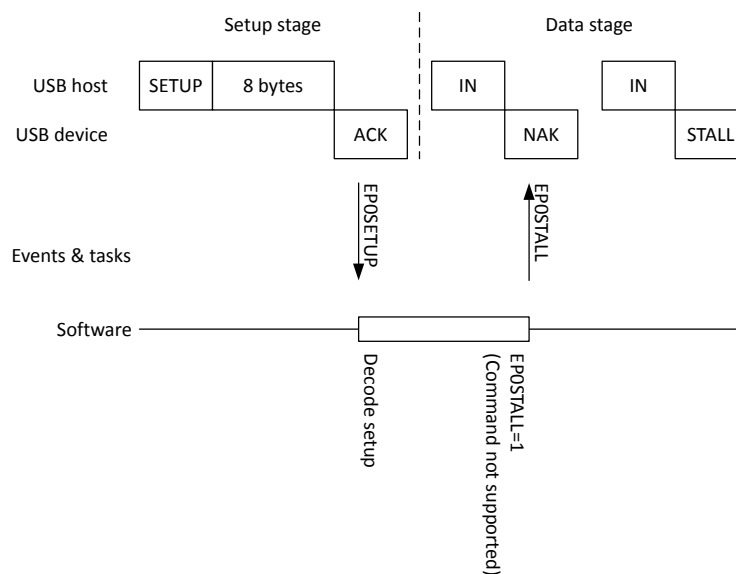 Setup stage
Data stage
USB host
SETUP
8 bytes
IN
IN
USB device
ACK
NAK
STALL
EP0SETUP
EP0STALL
Events & tasks
Software
Decode setup
EP0STALL=1
(Command not supported)